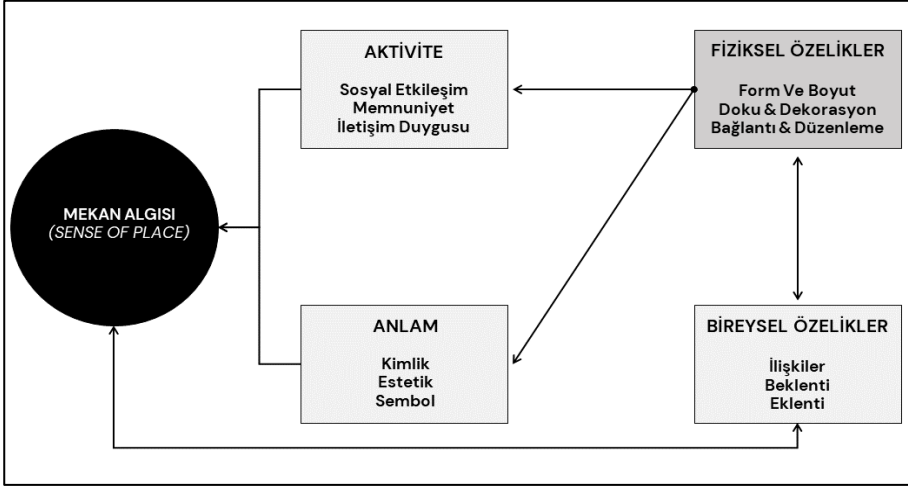 AKTİVİTE
Sosyal Etkileşim
Memnuniyet
İletişim Duygusu
FİZİKSEL ÖZELİKLER
Form Ve Boyut
Doku & Dekorasyon
Bağlantı & Düzenleme
MEKAN ALGISI
(SENSE OF PLACE)
ANLAM
Kimlik
Estetik
Sembol
BİREYSEL ÖZELİKLER
İlişkiler
Beklenti
Eklenti